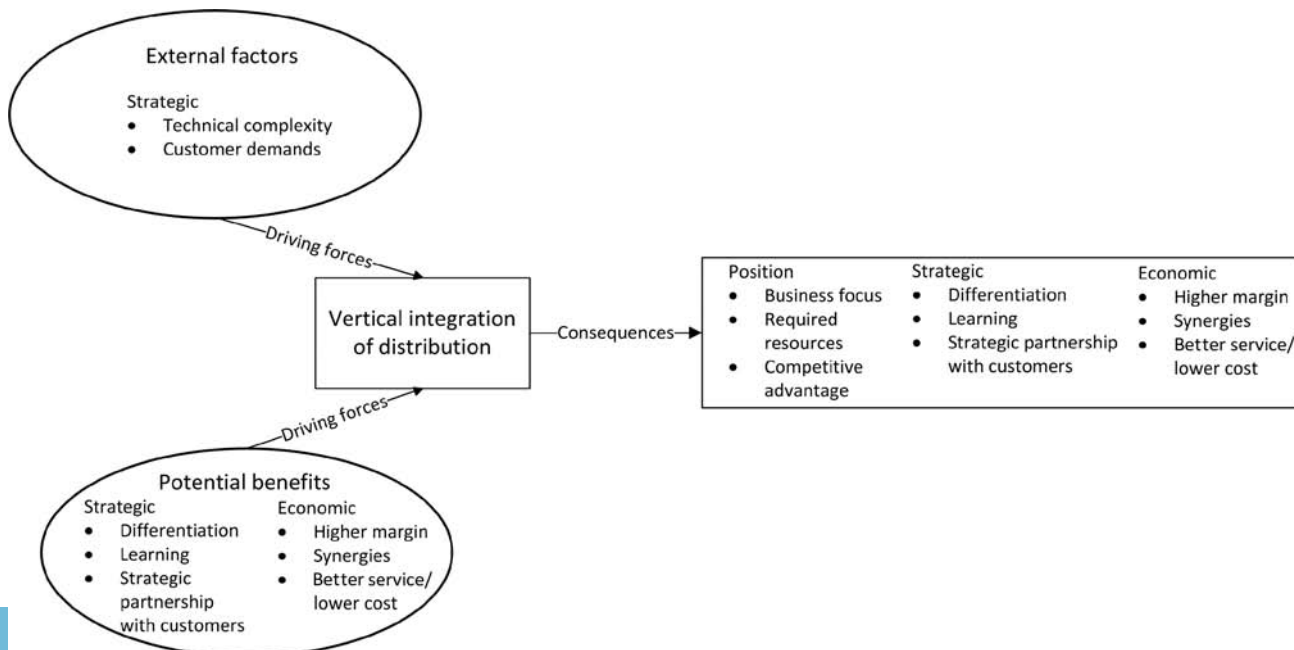 External factors
Strategic
• Technical complexity
• Customer demands
Driving forces
Vertical integration
of distribution
Consequences
Position
• Business focus
• Required
resources
• Competitive
advantage
Strategic
• Differentiation
• Learning
• Strategic partnership
with customers
Economic
• Higher margin
• Synergies
• Better service/
lower cost
Driving forces
Potential benefits
Strategic
• Differentiation
• Learning
• Strategic
partnership
with customers
Economic
• Higher margin
• Synergies
• Better service/
lower cost